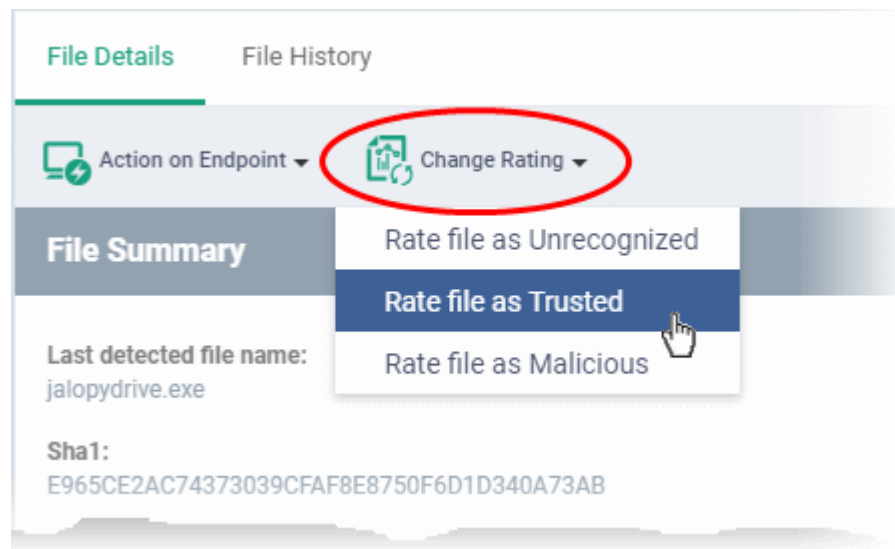 File Details File History
Action on Endpoint Change Rating
File Summary
Rate file as Unrecognized
Rate file as Trusted
Rate file as Malicious
Last detected file name:
jalopydrive.exe
Sha1:
E965CE2AC74373039CFAF8E8750F6D1D340A73AB